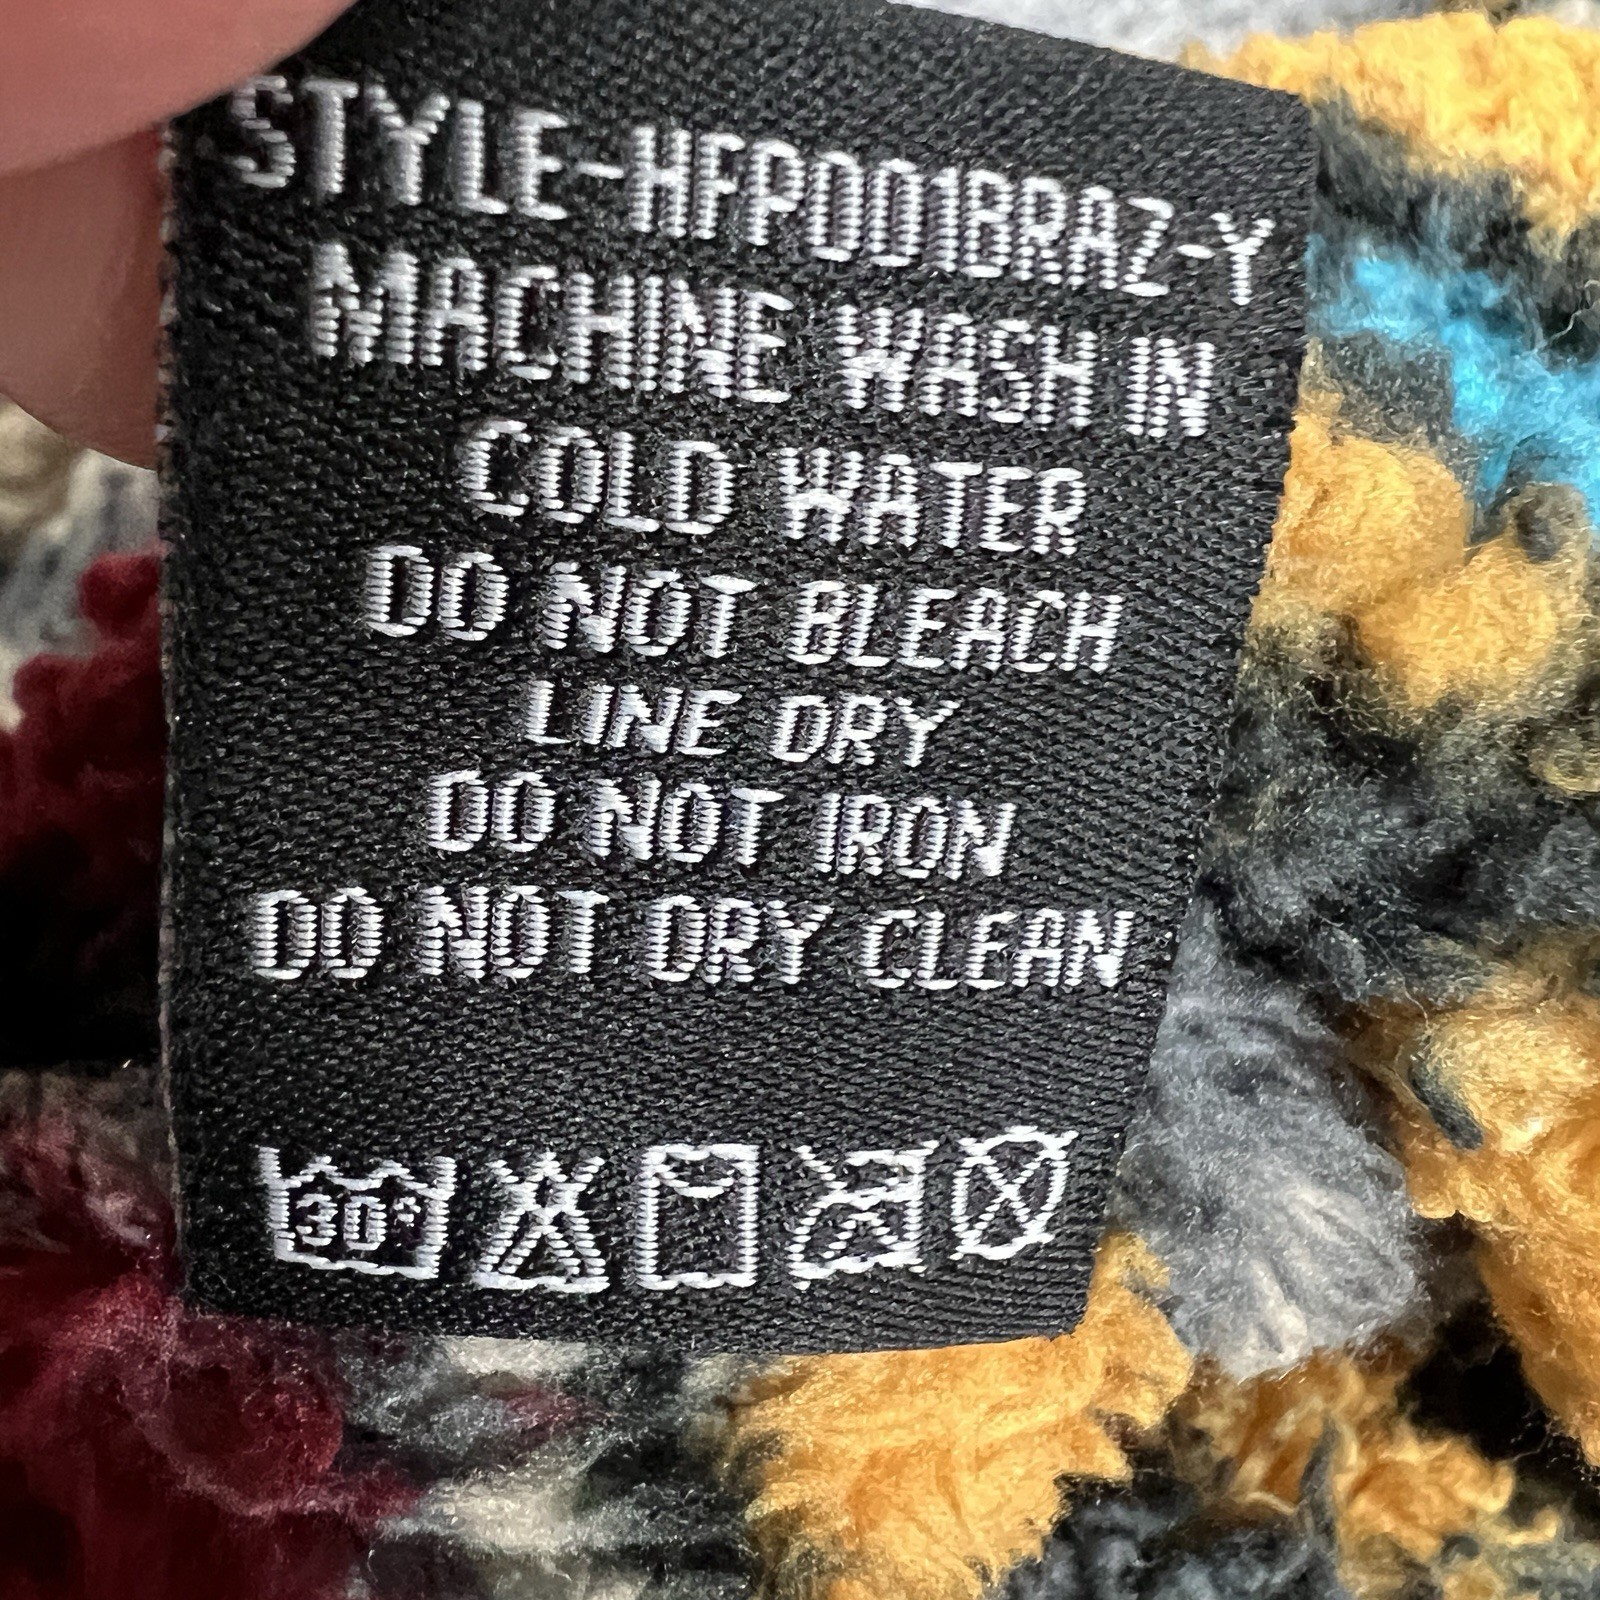 STYLE-HFP001BRAZ-Y
MACHINE WASH IN
COLD WATER
DO NOT BLEACH
LINE DRY
DO NOT IRON
DO NOT DRY CLEAN
30°